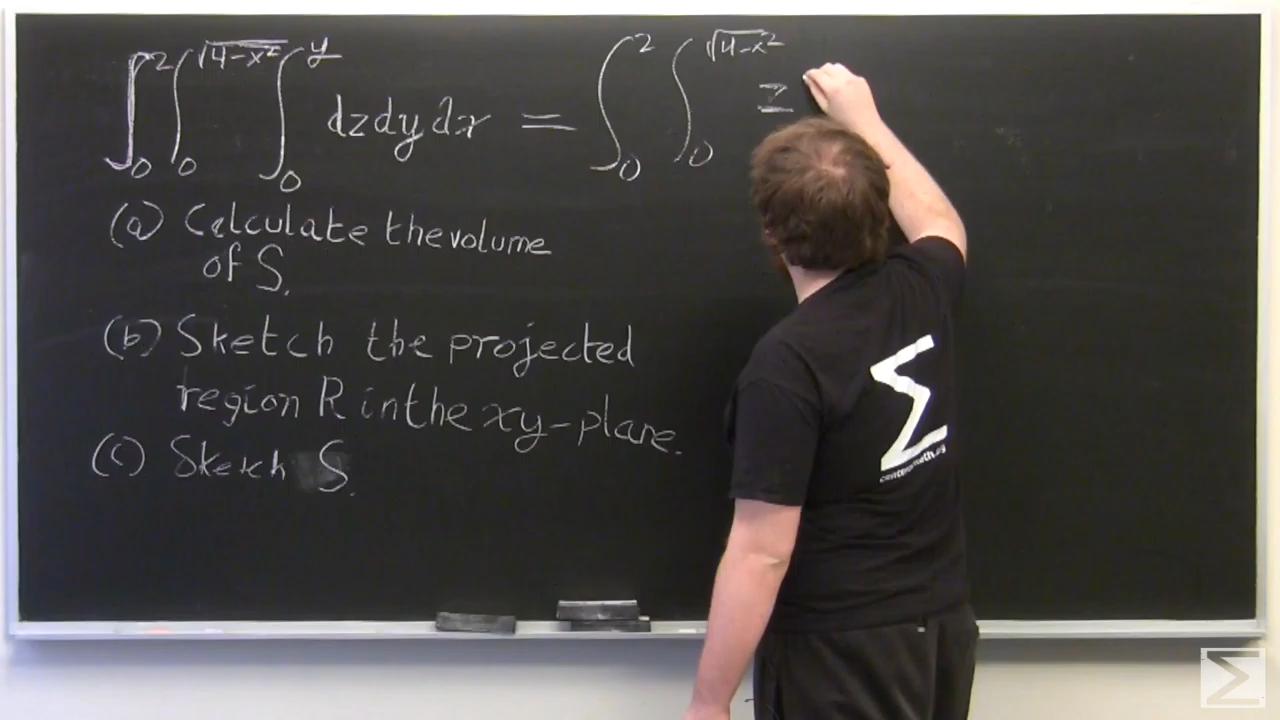 ∫₀² ∫₀^√(4-x²) ∫₀^y dz dy dx = ∫₀² ∫₀^√(4-x²) z
(a) Calculate the volume
of S.
(b) Sketch the projected
region R in the xy-plane.
(c) Sketch S.
Σ
Σ